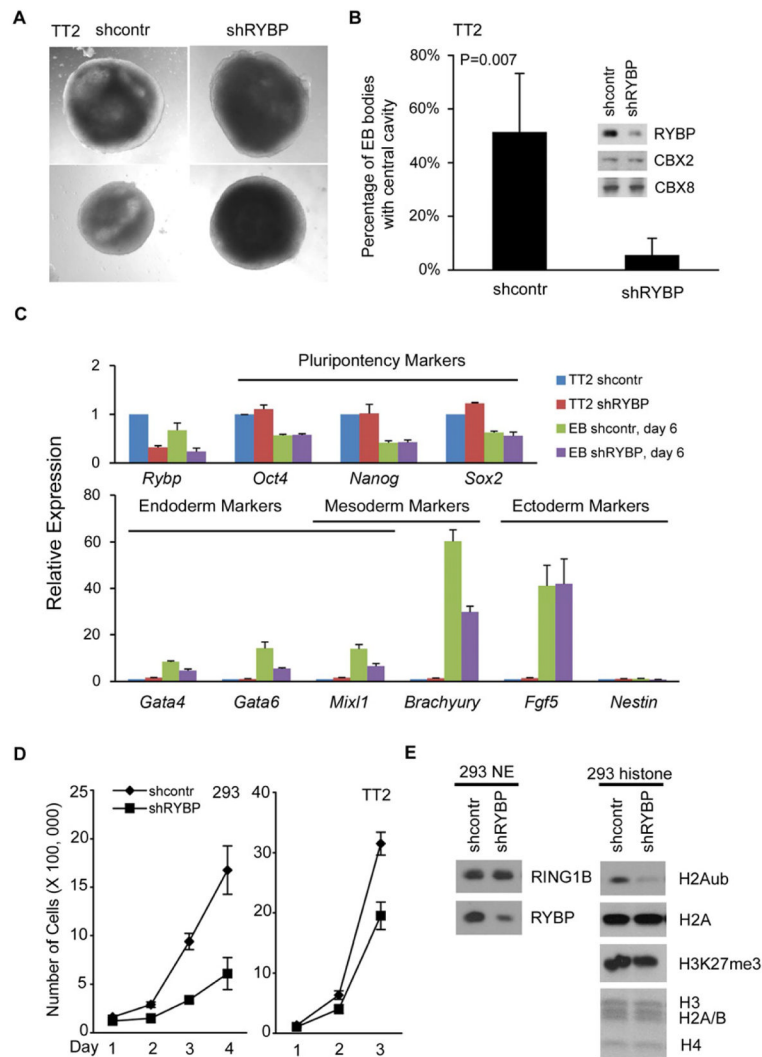 A
TT2 shcontr shRYBP
B
TT2
P=0.007
80%
60%
40%
20%
0%
Percentage of EB bodies
with central cavity
shcontr shRYBP
shcontr
shRYBP
RYBP
CBX2
CBX8
C
Relative Expression
2
1
0
Pluripontency Markers
TT2 shcontr
TT2 shRYBP
EB shcontr, day 6
EB shRYBP, day 6
Rybp Oct4 Nanog Sox2
Endoderm Markers Mesoderm Markers Ectoderm Markers
60
40
20
0
Gata4 Gata6 Mixl1 Brachyury Fgf5 Nestin
D
Number of Cells (X 100, 000)
25
20
15
10
5
0
shcontr
shRYBP
293
Day 1 2 3 4
TT2
30
20
10
0
1 2 3
E
293 NE
shcontr
shRYBP
RING1B
RYBP
293 histone
shcontr
shRYBP
H2Aub
H2A
H3K27me3
H3
H2A/B
H4